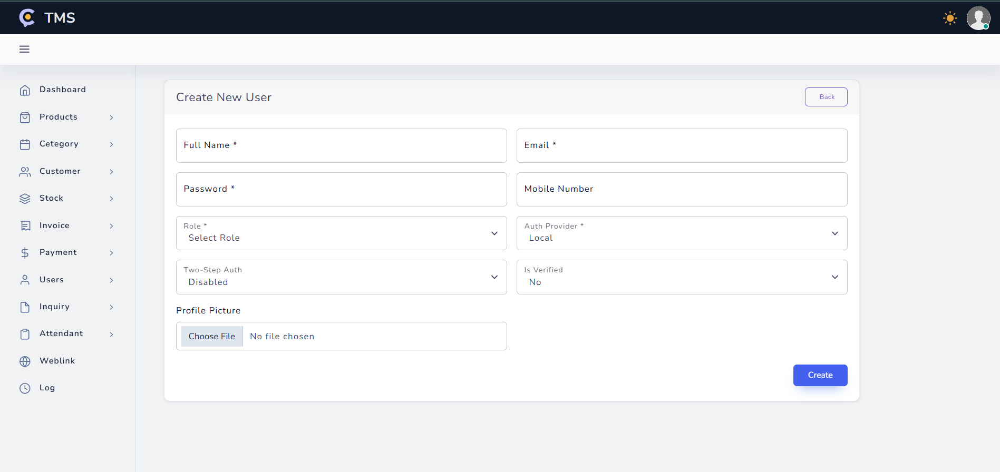 TMS
Dashboard
Products
Cetegory
Customer
Stock
Invoice
Payment
Users
Inquiry
Attendant
Weblink
Log
Create New User
Back
Full Name *
Email *
Password *
Mobile Number
Role *
Select Role
Auth Provider *
Local
Two-Step Auth
Disabled
Is Verified
No
Profile Picture
Choose File No file chosen
Create